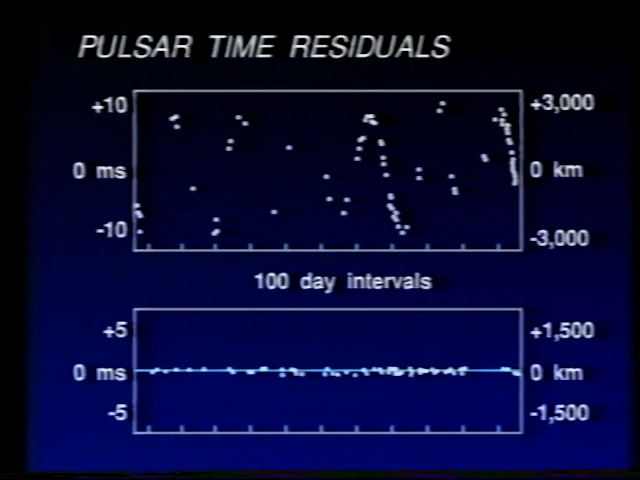 PULSAR TIME RESIDUALS
+10 +3,000
0 ms 0 km
-10 -3,000
100 day intervals
+5 +1,500
0 ms 0 km
-5 -1,500